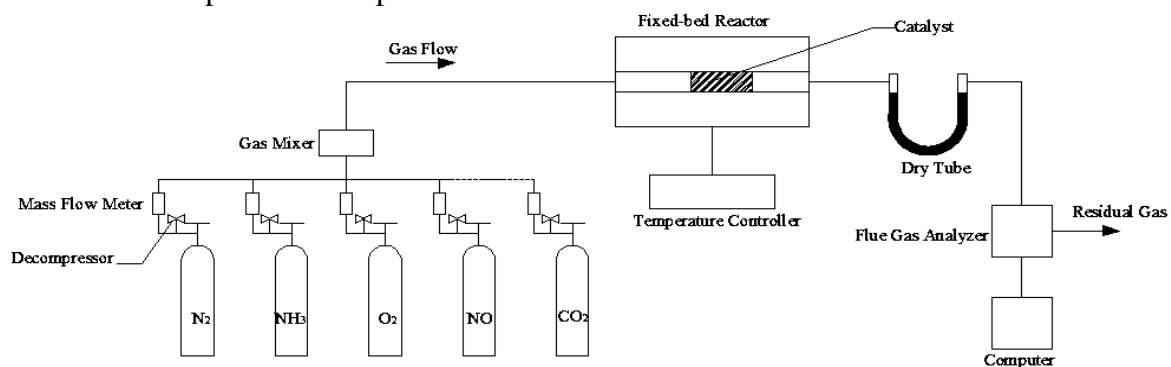 Fixed-bed Reactor
Catalyst
Gas Flow
Gas Mixer
Dry Tube
Mass Flow Meter
Temperature Controller
Residual Gas
Flue Gas Analyzer
Decompressor
N2
NH3
O2
NO
CO2
Computer